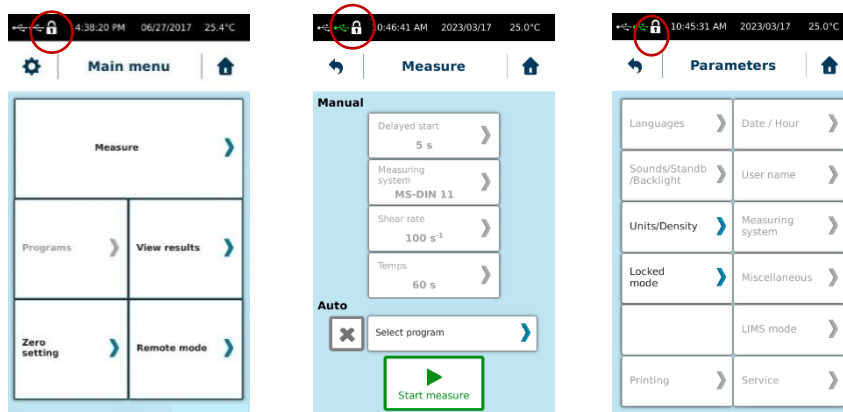 4:38:20 PM 06/27/2017 25.4°C
Main menu
Measure
Programs
View results
Zero
setting
Remote mode
0:46:41 AM 2023/03/17 25.0°C
Measure
Manual
Delayed start
5 s
Measuring
system
MS-DIN 11
Shear rate
100 s⁻¹
Temps
60 s
Auto
Select program
Start measure
10:45:31 AM 2023/03/17 25.0°C
Parameters
Languages
Date / Hour
Sounds/Standb
/Backlight
User name
Units/Density
Measuring
system
Locked
mode
Miscellaneous
LIMS mode
Printing
Service